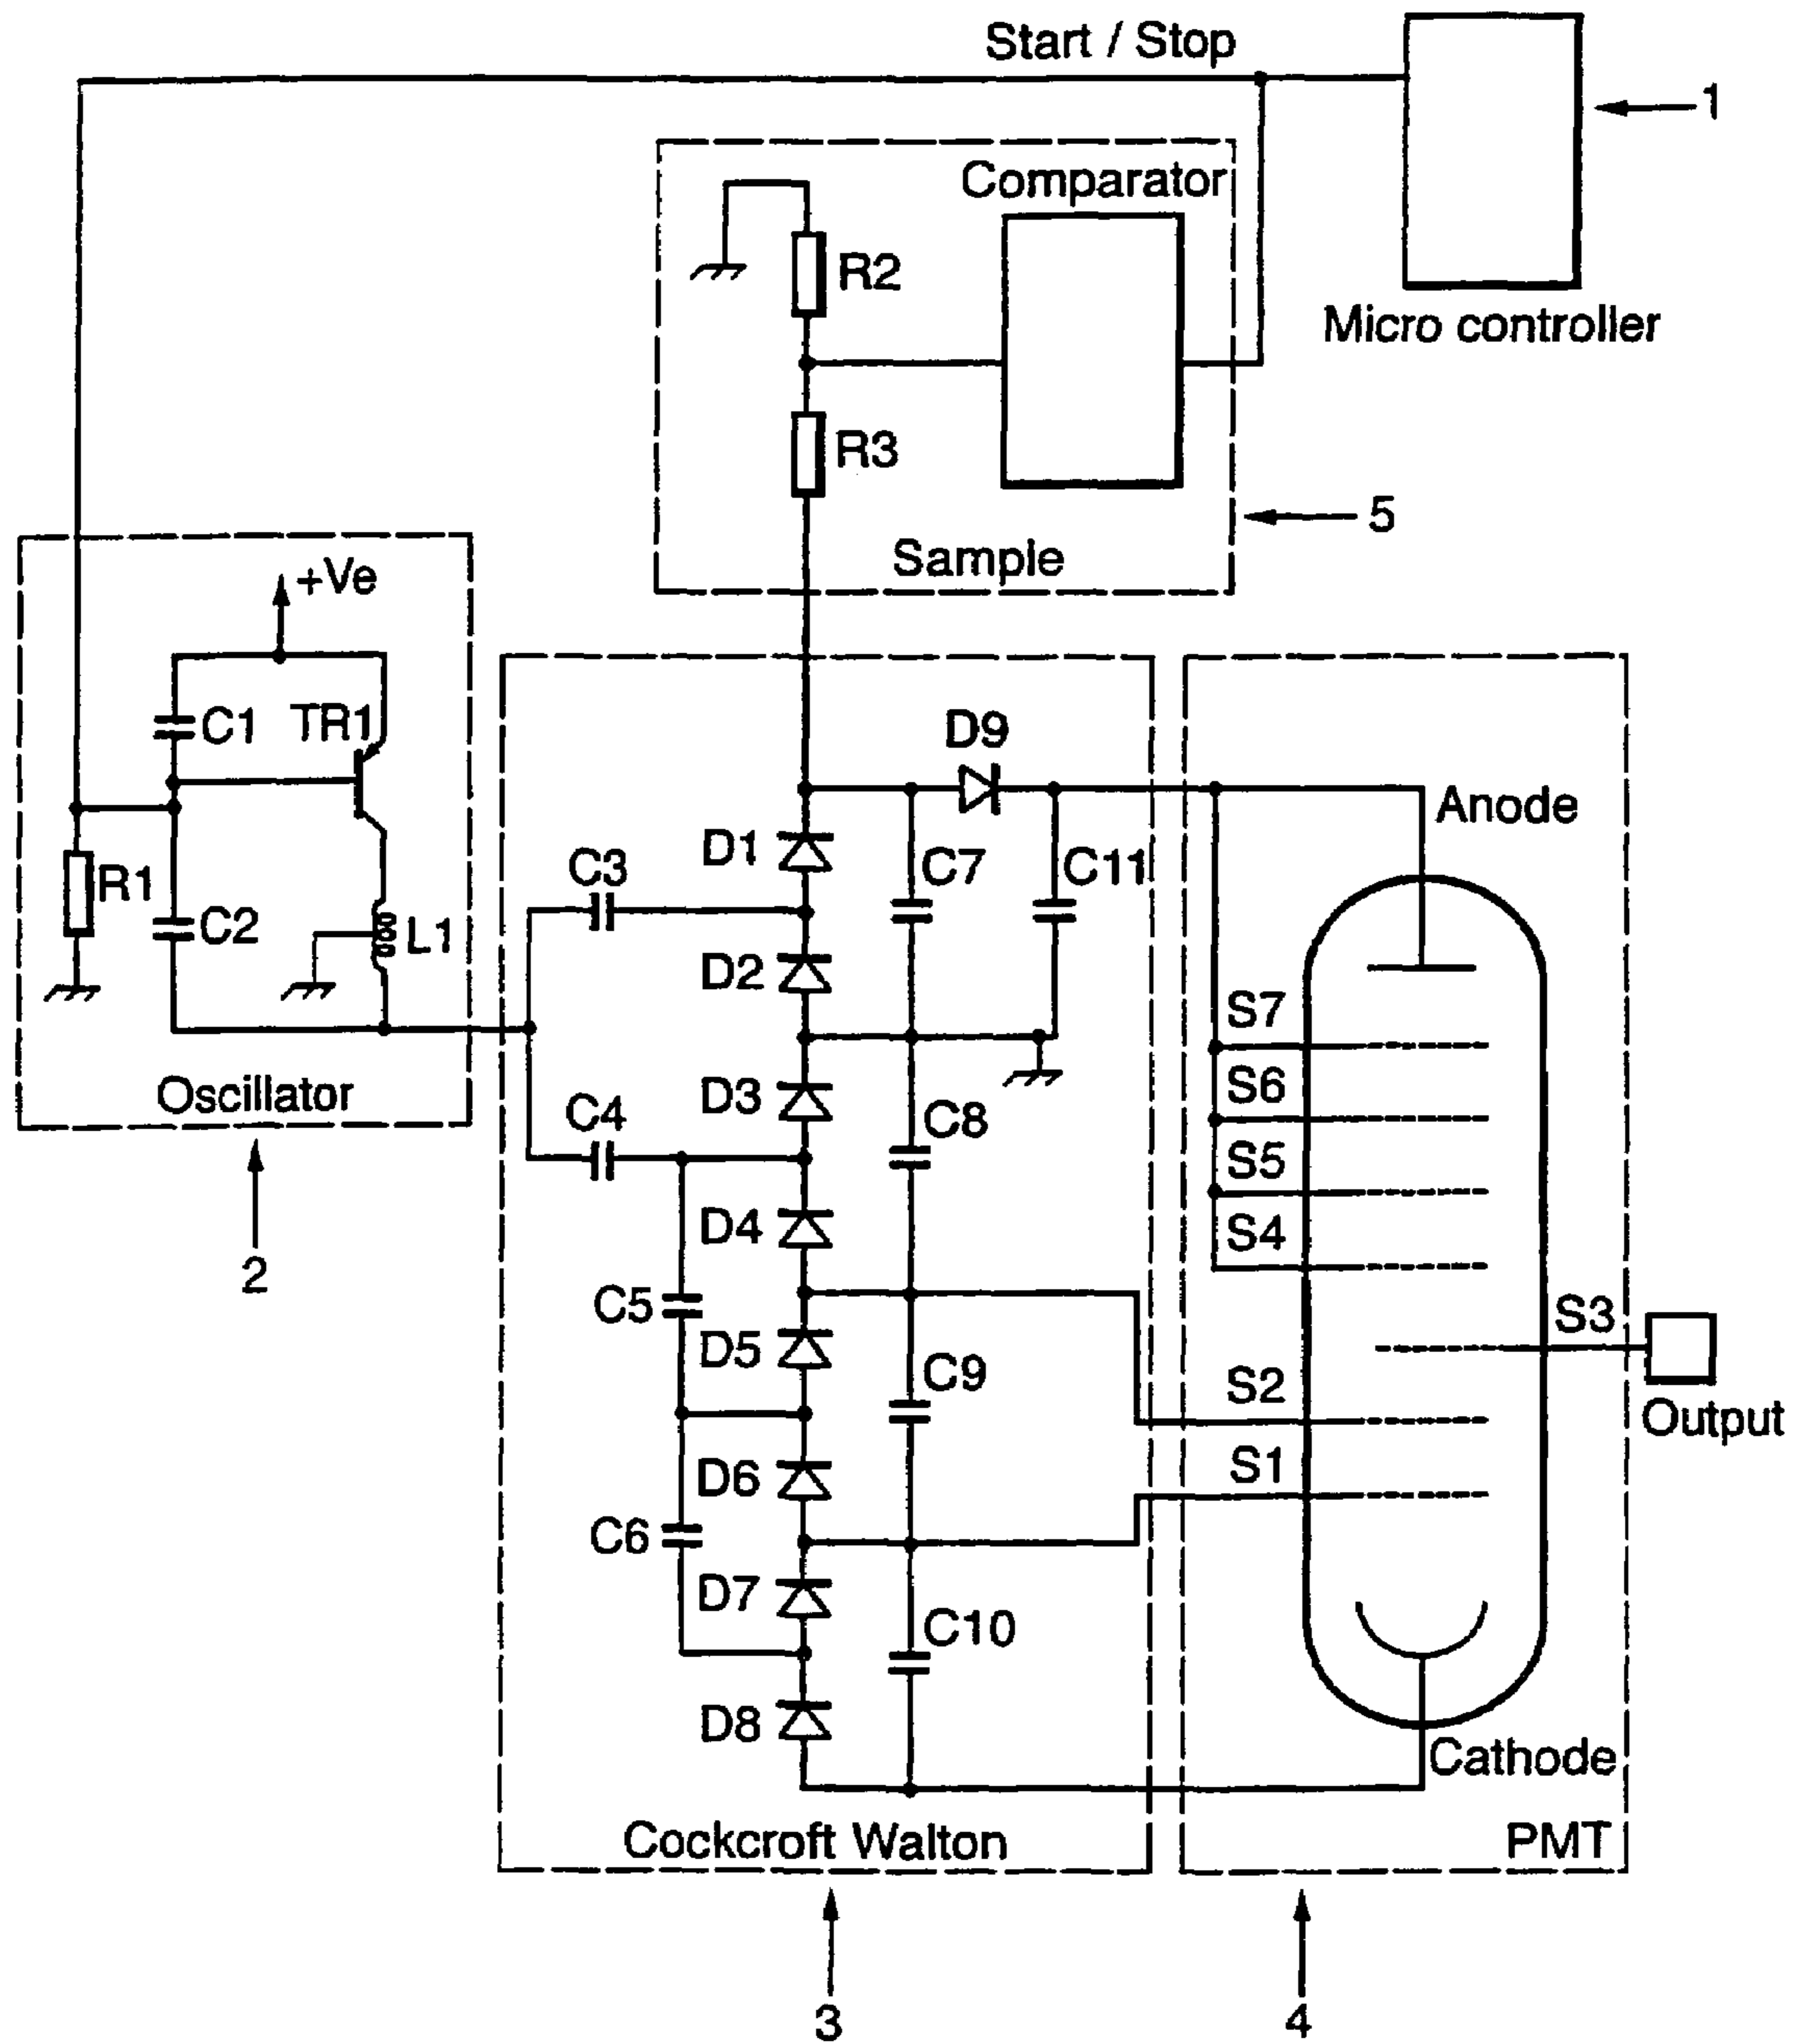 Start / Stop
1
Comparator
R2
Micro controller
R3
5
Sample
+Ve
C1
TR1
D9
Anode
D1
C3
C7
C11
R1
C2
L1
D2
S7
Oscillator
D3
S6
C4
C8
S5
D4
S4
2
C5
D5
S3
C9
S2
Output
S1
D6
C6
D7
C10
D8
Cathode
Cockcroft Walton
PMT
3
4